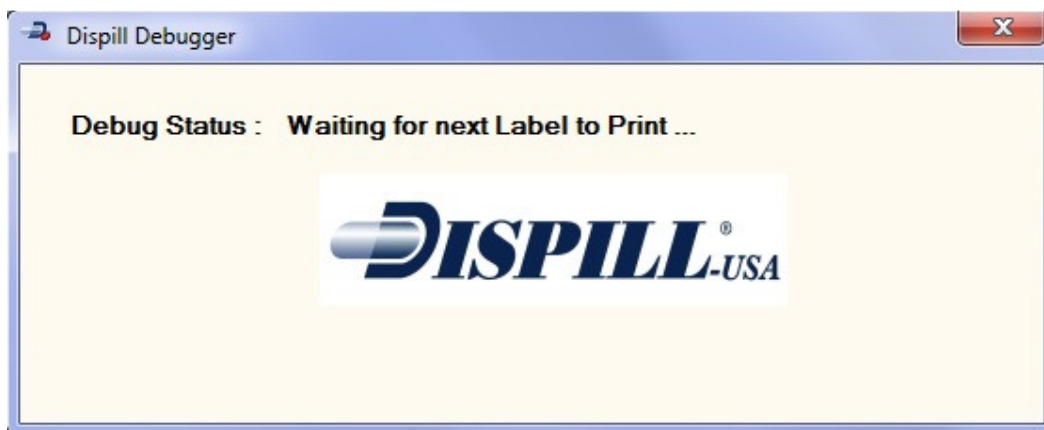 Dispill Debugger
Debug Status : Waiting for next Label to Print ...
DISPILL®-USA